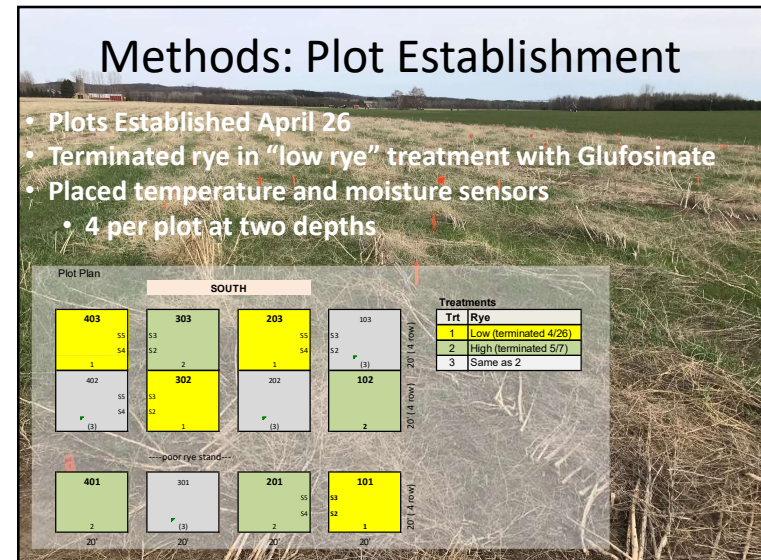 Methods: Plot Establishment
• Plots Established April 26
• Terminated rye in “low rye” treatment with Glufosinate
• Placed temperature and moisture sensors
• 4 per plot at two depths
Plot Plan
SOUTH
403 303 203 103
S5 S3 S5 S3
S4 S2 S4 S2
1 2 1 (3)
20' ( 4 row)
402 302 202 102
S5 S3
S4 S2
(3) 1 (3) 2
20' ( 4 row)
----poor rye stand---
401 301 201 101
S5 S3
S4 S2
2 (3) 2 1
20' ( 4 row)
20' 20' 20' 20'
Treatments
Trt Rye
1 Low (terminated 4/26)
2 High (terminated 5/7)
3 Same as 2